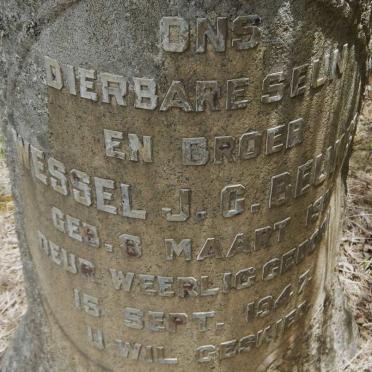 ONS
DIERBARE SEUN
EN BROER
WESSEL J. G.
GEB. 8 MAART
DEUR WEERLIG
15 SEPT. 1947
U WIL GESKIED